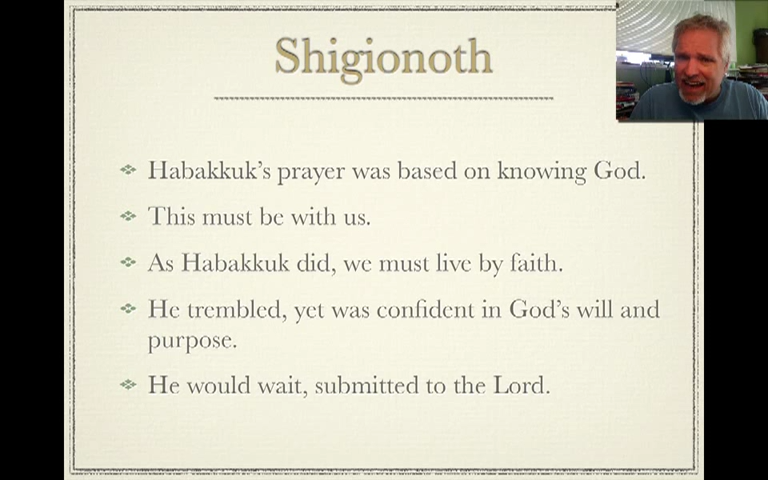 Shigionoth
Habakkuk's prayer was based on knowing God.
This must be with us.
As Habakkuk did, we must live by faith.
He trembled, yet was confident in God's will and
purpose.
He would wait, submitted to the Lord.